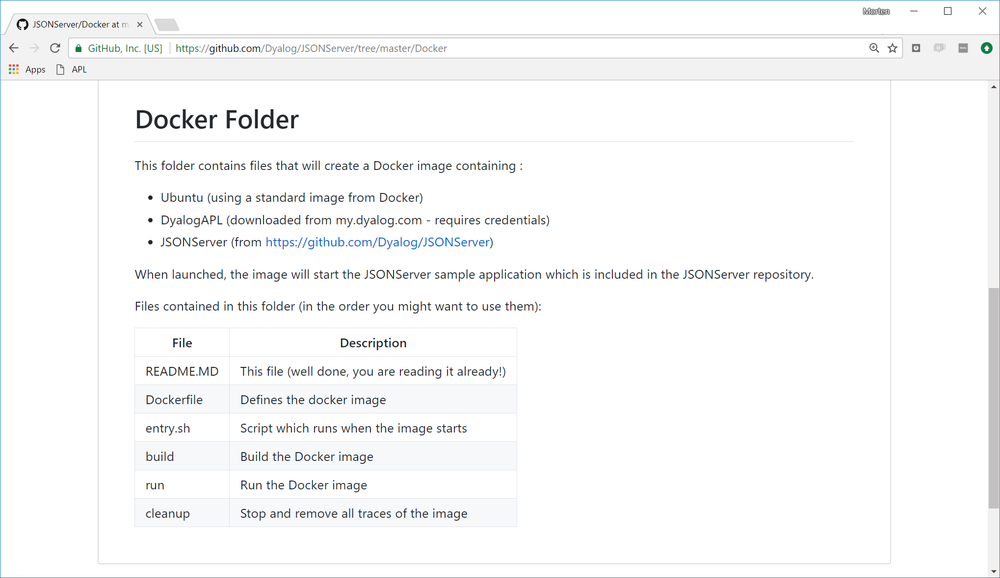 Morten
JSONServer/Docker at m
GitHub, Inc. [US] https://github.com/Dyalog/JSONServer/tree/master/Docker
Apps APL
Docker Folder
This folder contains files that will create a Docker image containing :
• Ubuntu (using a standard image from Docker)
• DyalogAPL (downloaded from my.dyalog.com - requires credentials)
• JSONServer (from https://github.com/Dyalog/JSONServer)
When launched, the image will start the JSONServer sample application which is included in the JSONServer repository.
Files contained in this folder (in the order you might want to use them):
File Description
README.MD This file (well done, you are reading it already!)
Dockerfile Defines the docker image
entry.sh Script which runs when the image starts
build Build the Docker image
run Run the Docker image
cleanup Stop and remove all traces of the image